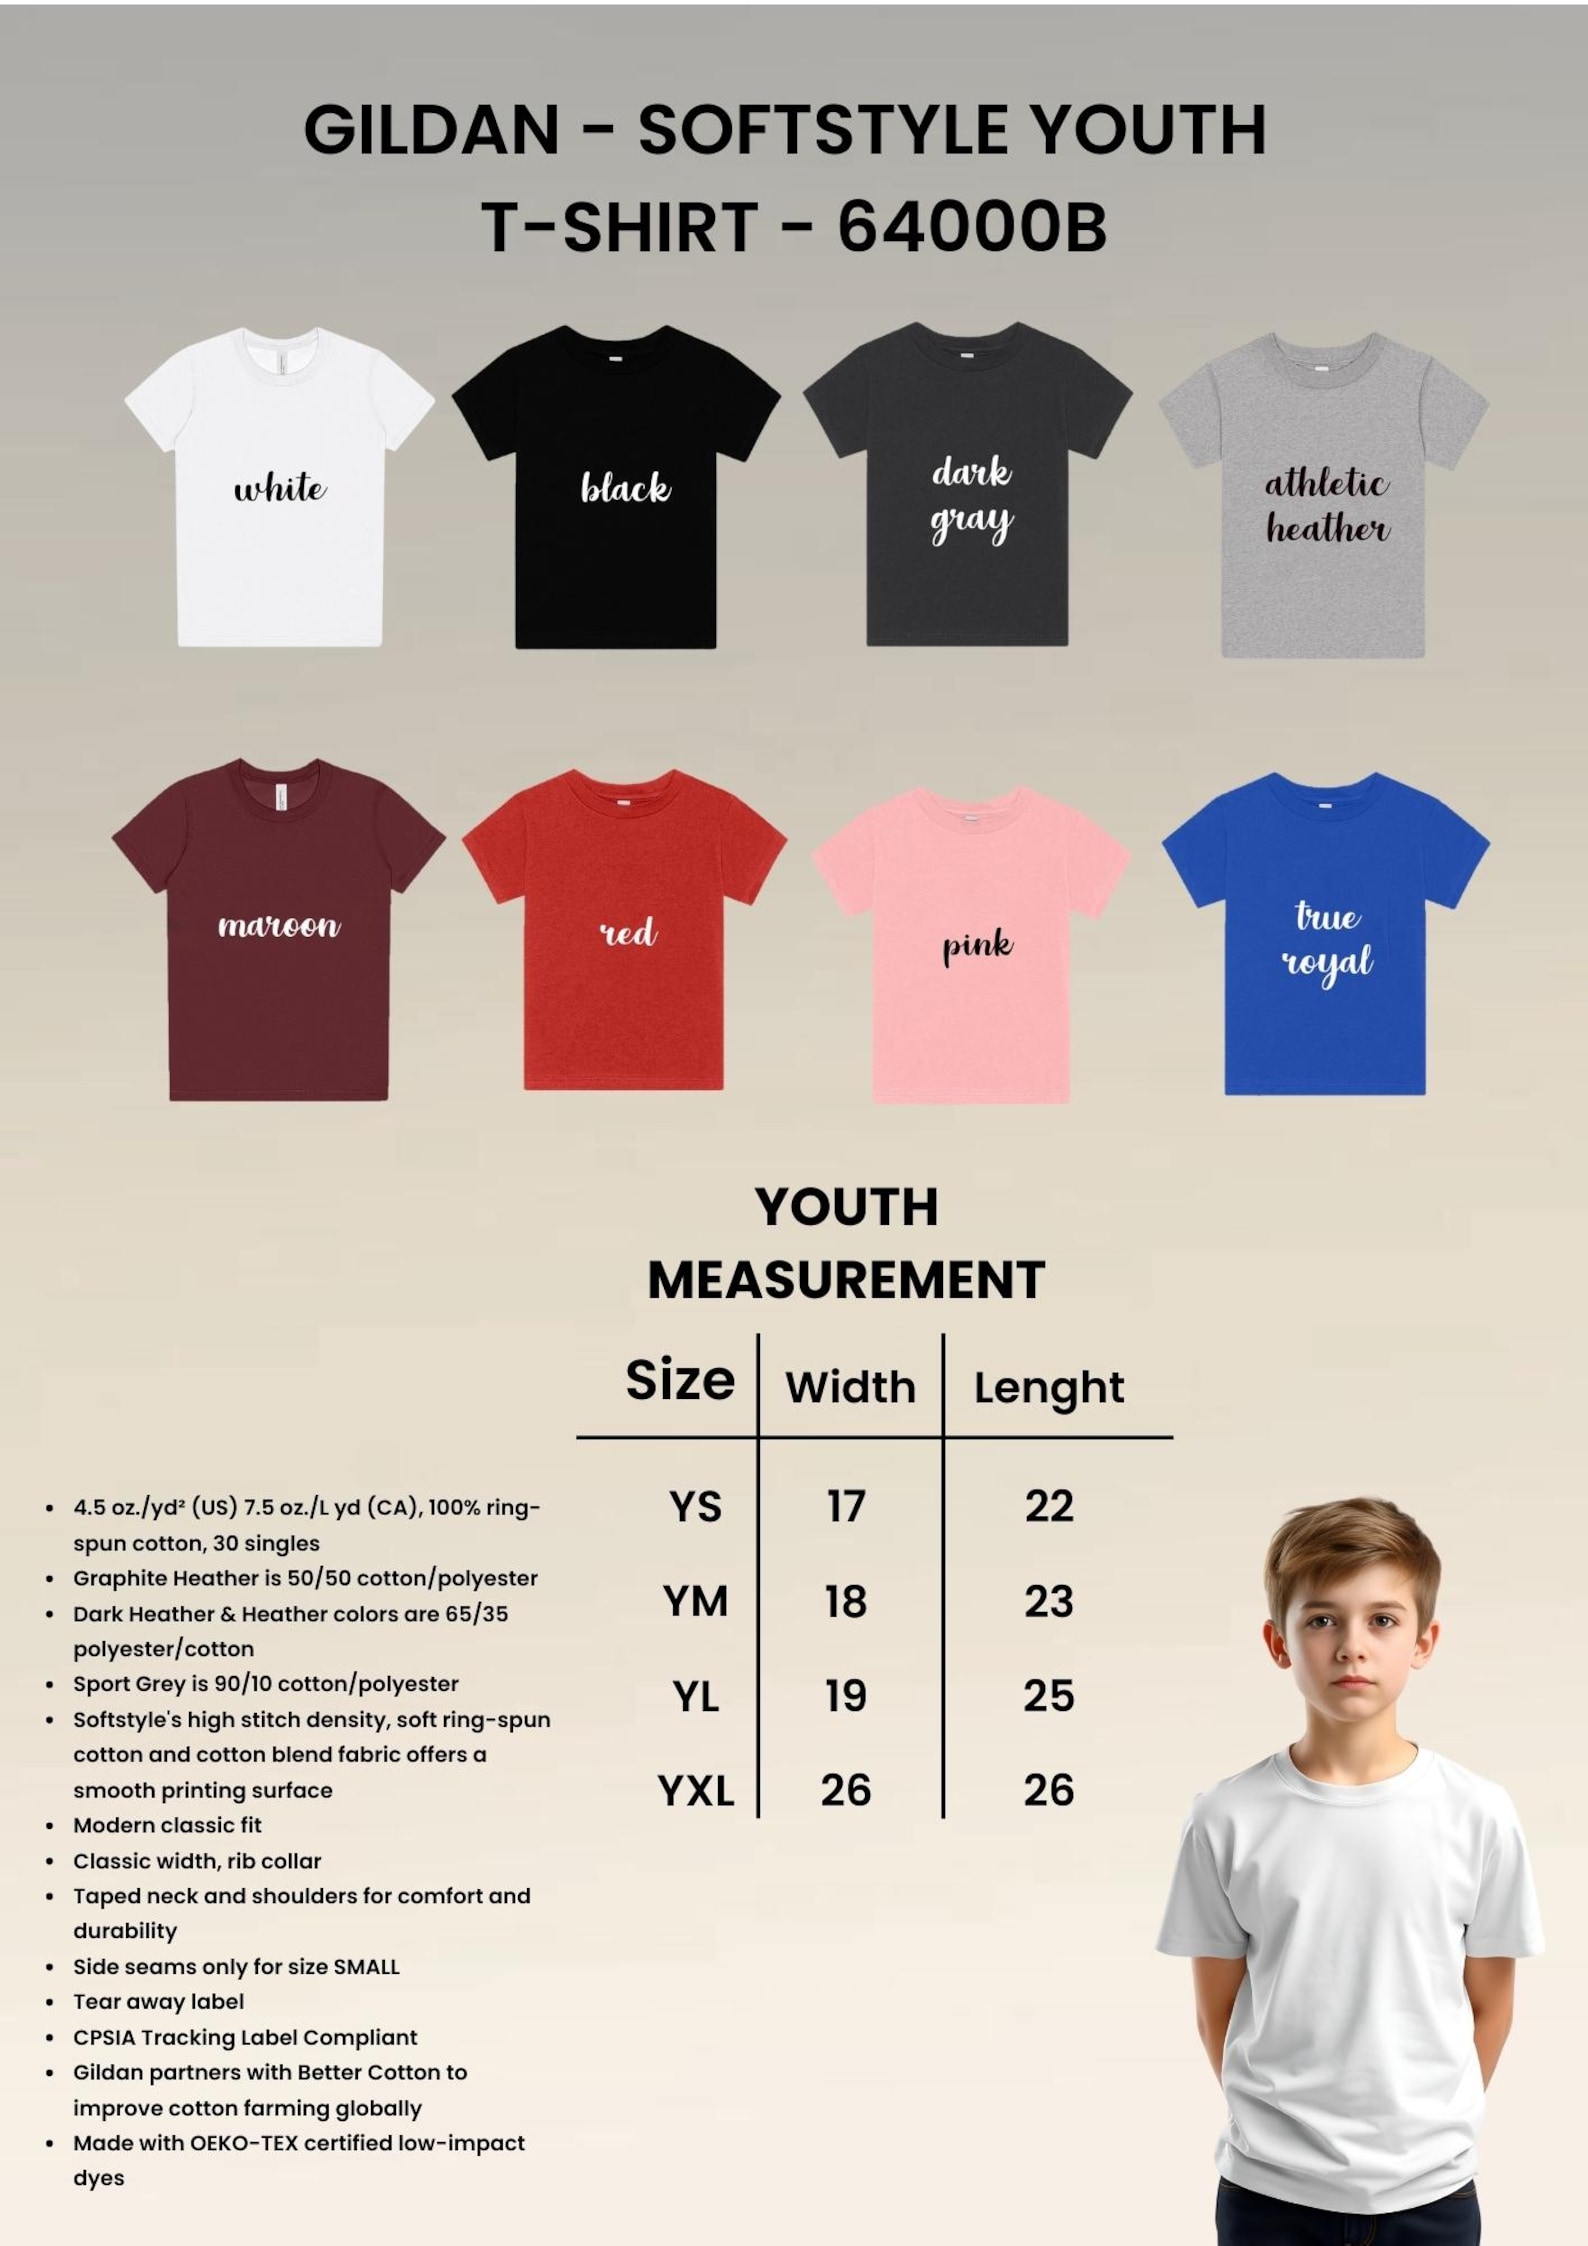 GILDAN - SOFTSTYLE YOUTH
T-SHIRT - 64000B
white
black
dark
gray
athletic
heather
maroon
red
pink
true
royal
YOUTH
MEASUREMENT
Size Width Lenght
YS 17 22
YM 18 23
YL 19 25
YXL 26 26
• 4.5 oz./yd² (US) 7.5 oz./L yd (CA), 100% ring-
spun cotton, 30 singles
• Graphite Heather is 50/50 cotton/polyester
• Dark Heather & Heather colors are 65/35
polyester/cotton
• Sport Grey is 90/10 cotton/polyester
• Softstyle's high stitch density, soft ring-spun
cotton and cotton blend fabric offers a
smooth printing surface
• Modern classic fit
• Classic width, rib collar
• Taped neck and shoulders for comfort and
durability
• Side seams only for size SMALL
• Tear away label
• CPSIA Tracking Label Compliant
• Gildan partners with Better Cotton to
improve cotton farming globally
• Made with OEKO-TEX certified low-impact
dyes